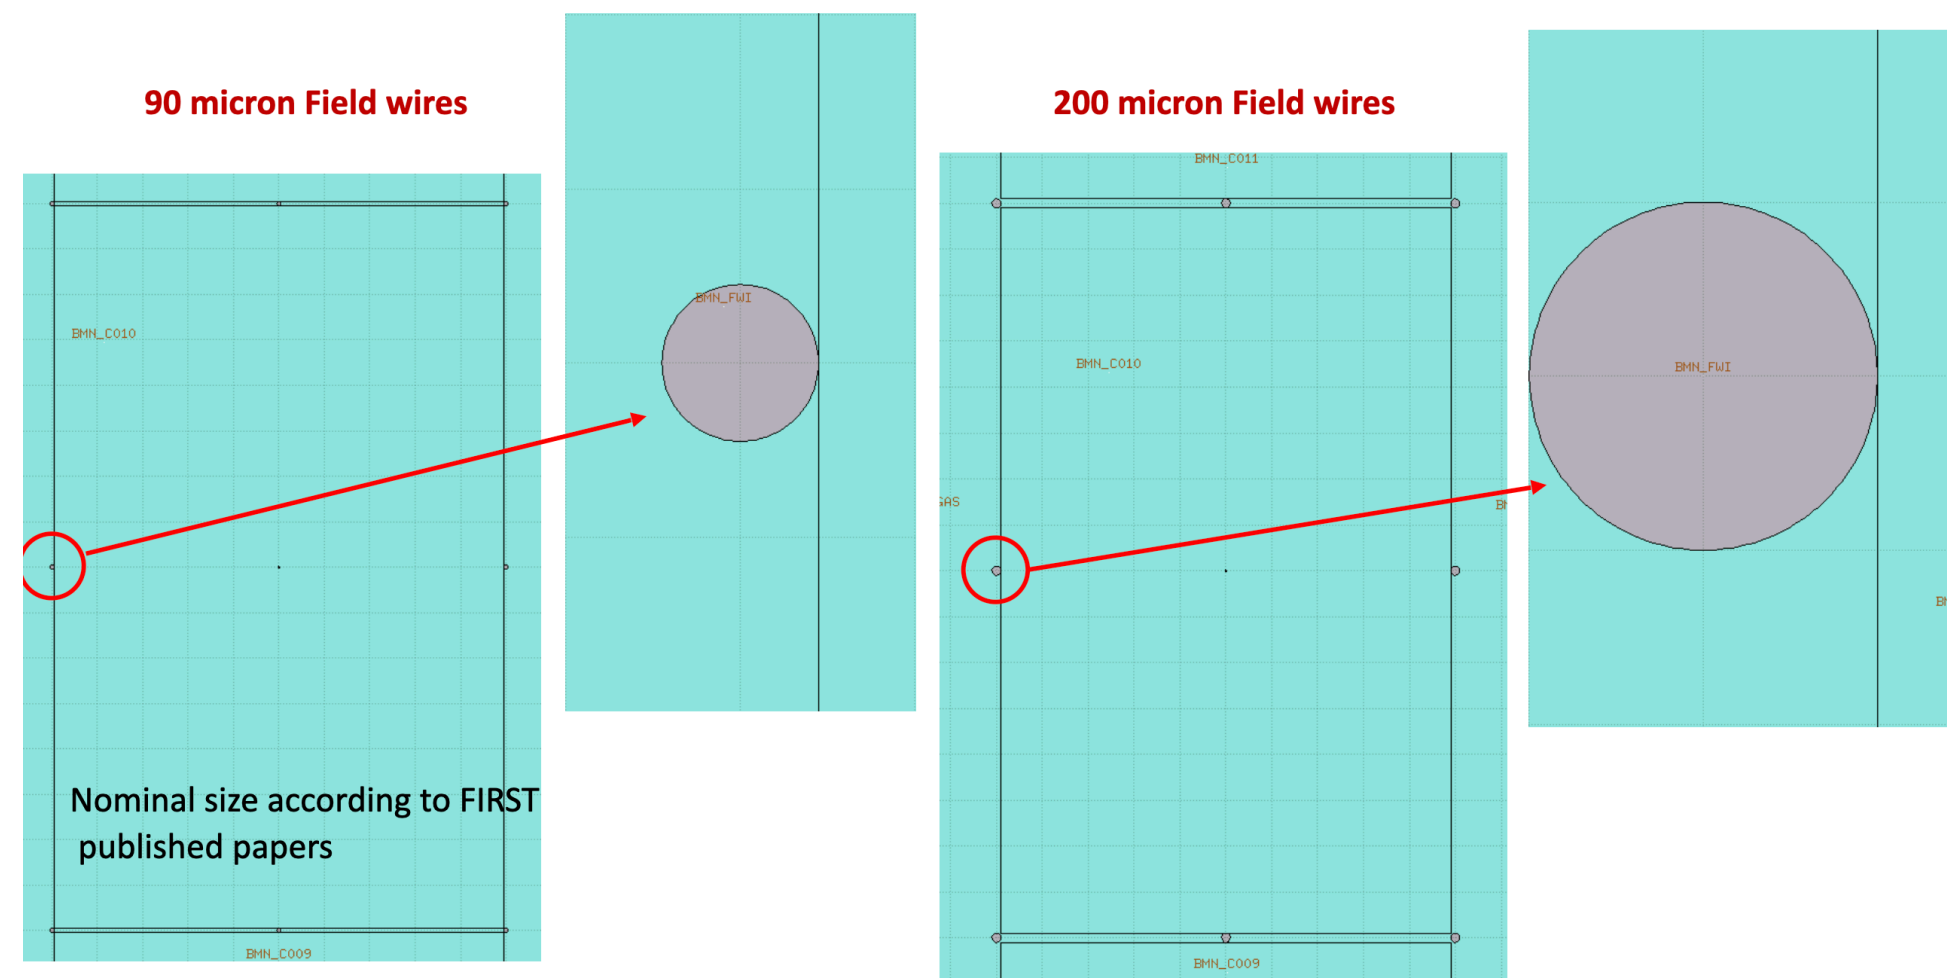 90 micron Field wires
BMN_C010
Nominal size according to FIRST
published papers
BMN_C009
BMN_FWI
200 micron Field wires
BMN_C011
BMN_C010
BMN_C009
BMN_FWI